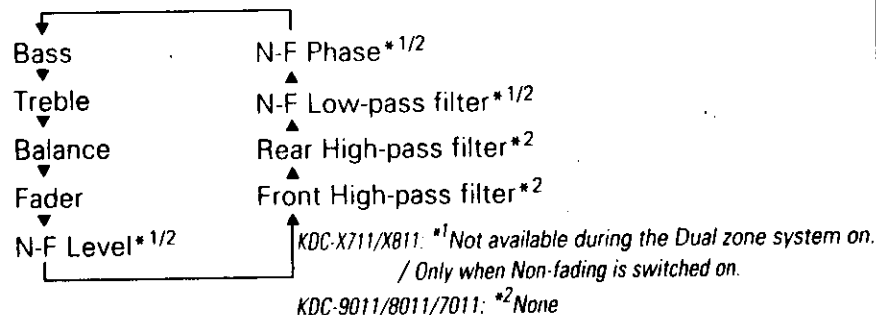 Bass
Treble
Balance
Fader
N-F Level*1/2
Front High-pass filter*2
Rear High-pass filter*2
N-F Low-pass filter*1/2
N-F Phase*1/2
KDC-X711/X811: *1Not available during the Dual zone system on.
/ Only when Non-fading is switched on.
KDC-9011/8011/7011: *2None